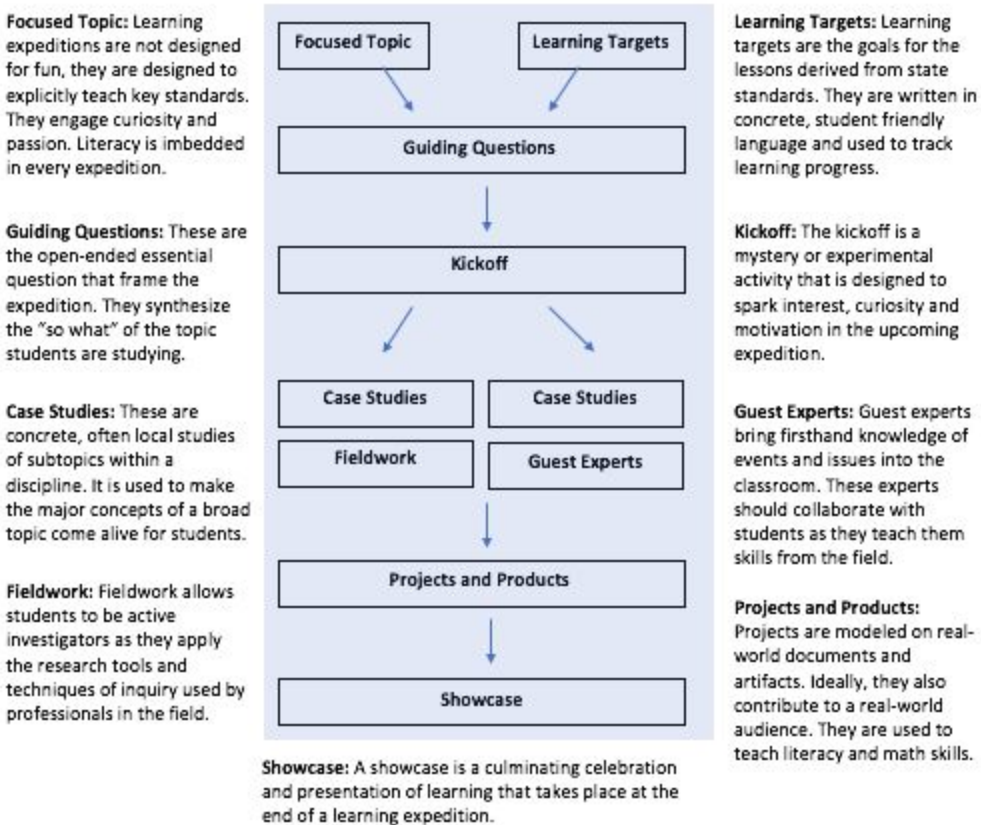 Focused Topic: Learning
expeditions are not designed
for fun, they are designed to
explicitly teach key standards.
They engage curiosity and
passion. Literacy is imbedded
in every expedition.
Guiding Questions: These are
the open-ended essential
question that frame the
expedition. They synthesize
the "so what" of the topic
students are studying.
Case Studies: These are
concrete, often local studies
of subtopics within a
discipline. It is used to make
the major concepts of a broad
topic come alive for students.
Fieldwork: Fieldwork allows
students to be active
investigators as they apply
the research tools and
techniques of inquiry used by
professionals in the field.
Focused Topic
Learning Targets
Guiding Questions
Kickoff
Case Studies
Case Studies
Fieldwork
Guest Experts
Projects and Products
Showcase
Showcase: A showcase is a culminating celebration
and presentation of learning that takes place at the
end of a learning expedition.
Learning Targets: Learning
targets are the goals for the
lessons derived from state
standards. They are written in
concrete, student friendly
language and used to track
learning progress.
Kickoff: The kickoff is a
mystery or experimental
activity that is designed to
spark interest, curiosity and
motivation in the upcoming
expedition.
Guest Experts: Guest experts
bring firsthand knowledge of
events and issues into the
classroom. These experts
should collaborate with
students as they teach them
skills from the field.
Projects and Products:
Projects are modeled on real-
world documents and
artifacts. Ideally, they also
contribute to a real-world
audience. They are used to
teach literacy and math skills.